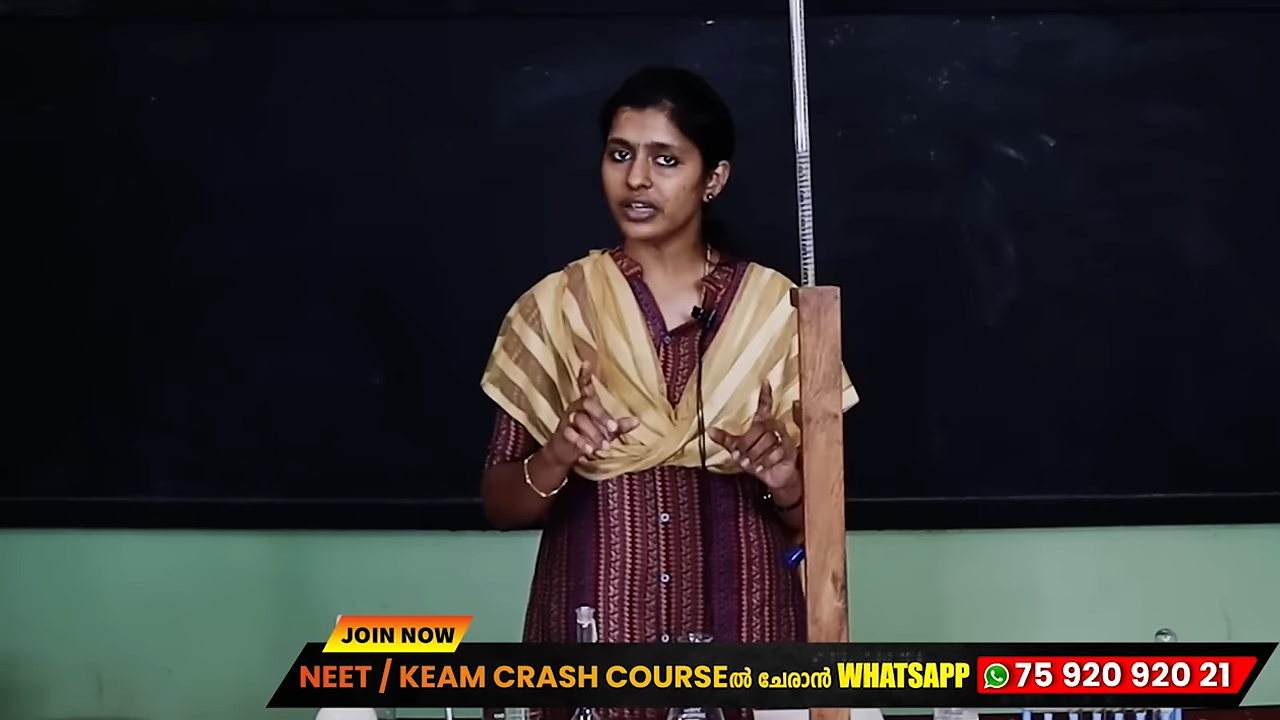 JOIN NOW
NEET / KEAM CRASH COURSEൽ ചേരാൻ WHATSAPP 75 920 920 21